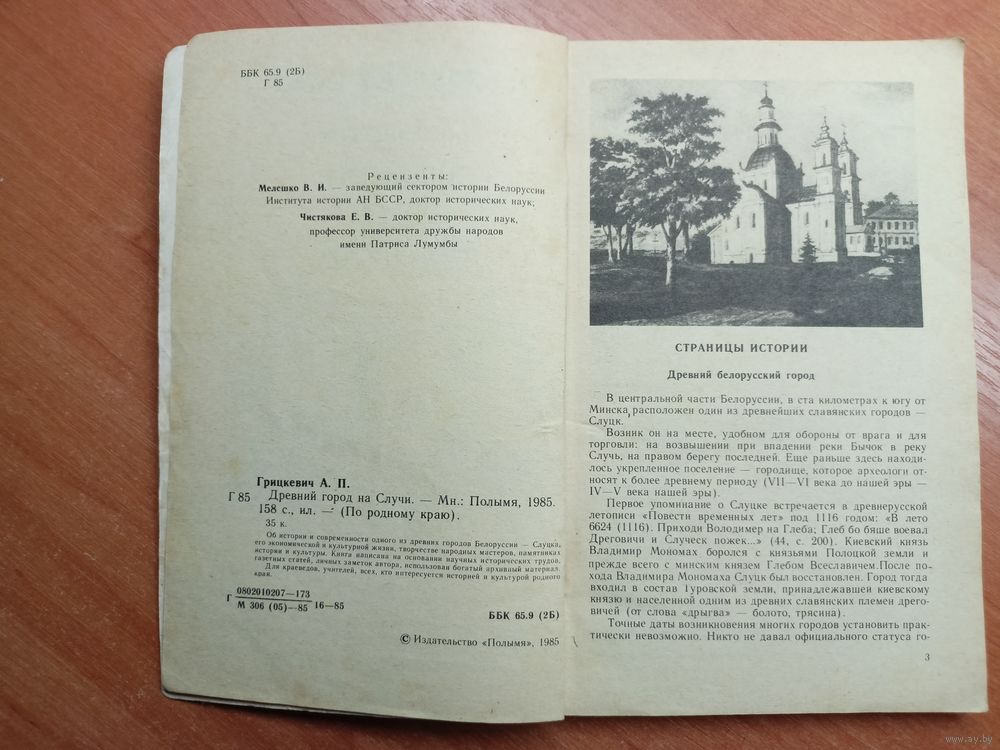 ББК 65.9 (2Б)
Г 85
Рецензенты:
Мелешко В. И. — заведующий сектором истории Белоруссии
Института истории АН БССР, доктор исторических наук;
Чистякова Е. В. — доктор исторических наук,
профессор университета дружбы народов
имени Патриса Лумумбы
Грицкевич А. П.
Г 85 Древний город на Случи. — Мн.: Полымя, 1985.
158 с., ил. — (По родному краю).
35 к.
Об истории и современности одного из древних городов Белоруссии — Слуцка,
его экономической и культурной жизни, творчестве народных мастеров, памятниках
истории и культуры. Книга написана на основании научных исторических трудов,
газетных статей, личных заметок автора, использован богатый архивный материал.
Для краеведов, учителей, всех, кто интересуется историей и культурой родного
края.
Г 0802010207—173
М 306 (05)—85 16—85
ББК 65.9 (2Б)
© Издательство «Полымя», 1985
СТРАНИЦЫ ИСТОРИИ
Древний белорусский город
В центральной части Белоруссии, в ста километрах к югу от
Минска, расположен один из древнейших славянских городов —
Слуцк.
Возник он на месте, удобном для обороны от врага и для
торговли: на возвышении при впадении реки Бычок в реку
Случь, на правом берегу последней. Еще раньше здесь находи-
лось укрепленное поселение — городище, которое археологи от-
носят к более древнему периоду (VII—VI века до нашей эры —
IV—V века нашей эры).
Первое упоминание о Слуцке встречается в древнерусской
летописи «Повести временных лет» под 1116 годом: «В лето
6624 (1116). Приходи Володимер на Глеба; Глеб бо бяше воевал
Дреговичи и Случеск пожек...» (44, с. 200). Киевский князь
Владимир Мономах боролся с князьями Полоцкой земли и
прежде всего с минским князем Глебом Всеславичем.После по-
хода Владимира Мономаха Слуцк был восстановлен. Город тогда
входил в состав Туровской земли, принадлежавшей киевскому
князю и населенной одним из древних славянских племен дрего-
вичей (от слова «дрыгва» — болото, трясина).
Точные даты возникновения многих городов установить прак-
тически невозможно. Никто не давал официального статуса го-
3
www.ay.by